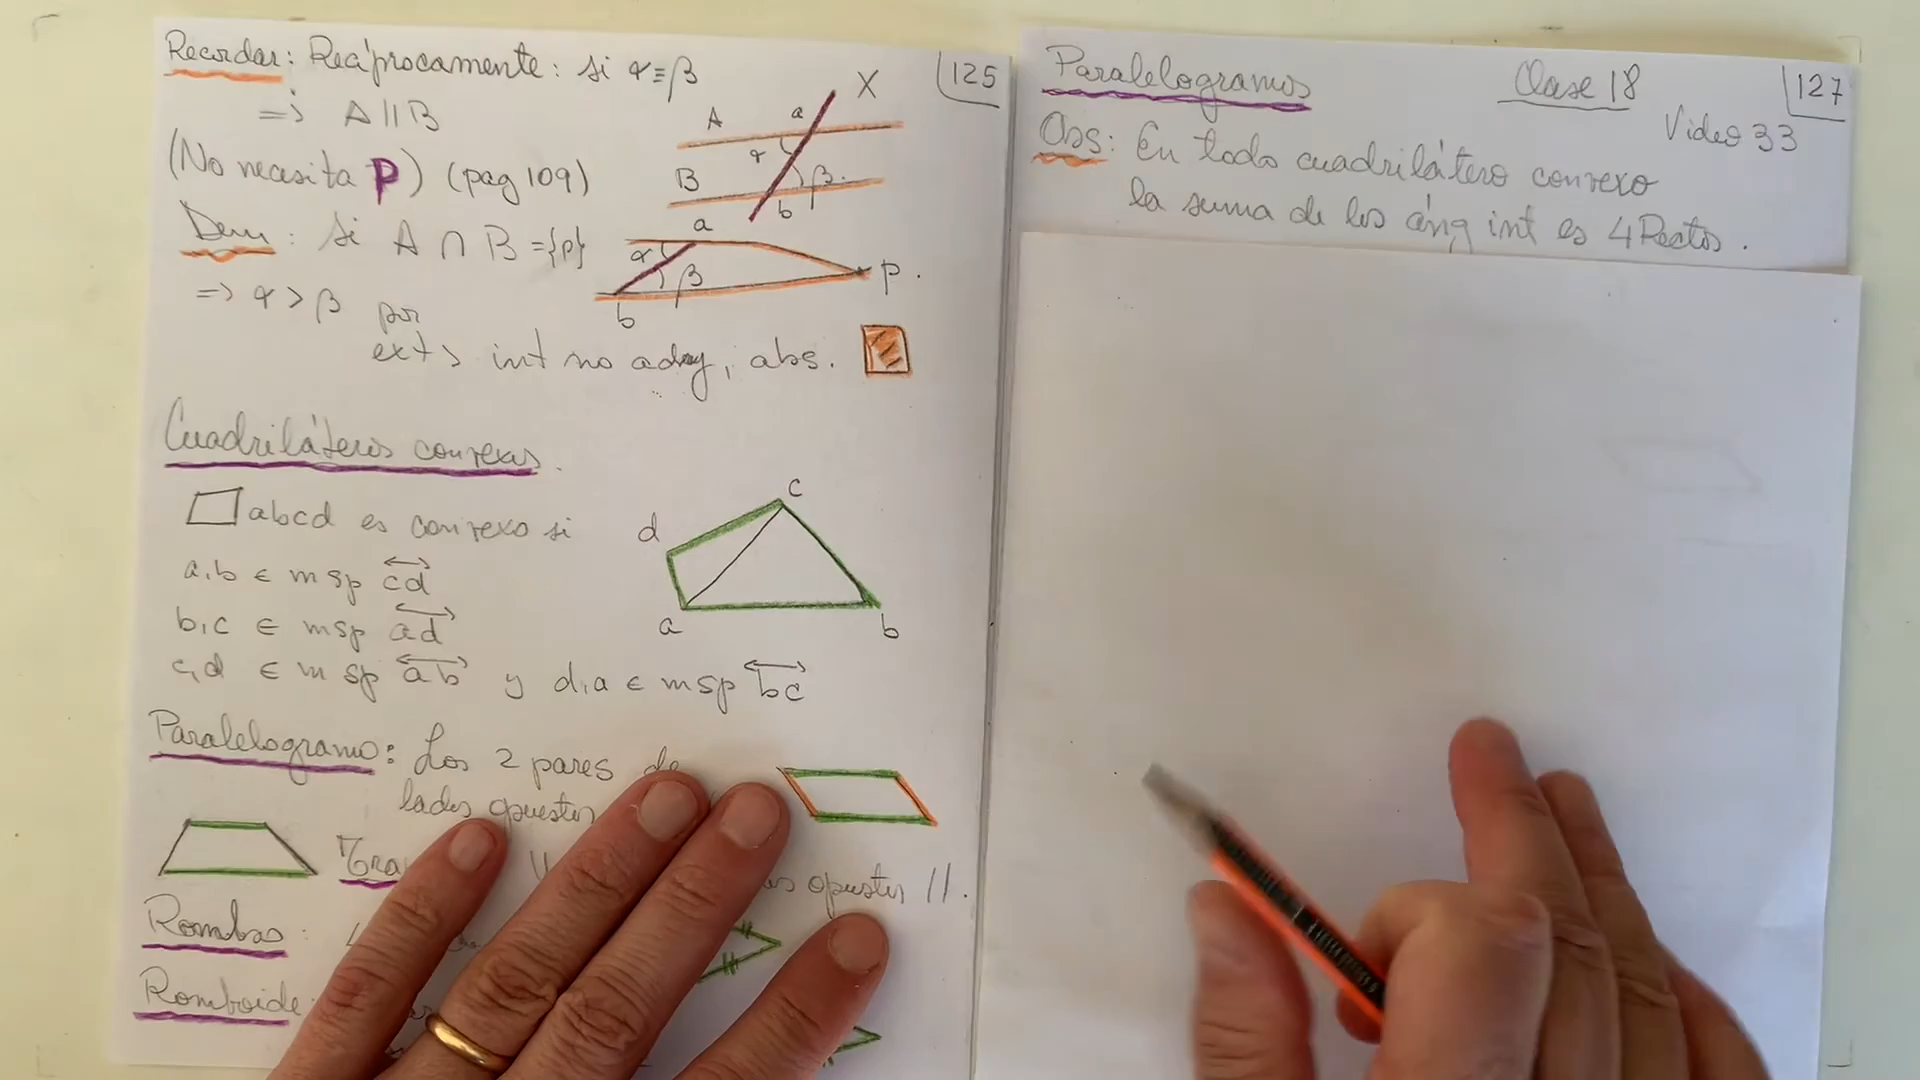 Recordar: Recíprocamente: si α≡β
=> A//B
(No necesita P) (pag 109)
Dem: Si A ∩ B = {p}
=> α > β por
ext > int no adey, abs.
125
X
A a
α
B β
b
a
α
β p.
b
Cuadriláteros convexos.
▱abcd es convexo si
a,b ∈ m sp cd
b,c ∈ msp ad
c,d ∈ m sp ab y d,a ∈ msp bc
c
d
a b
Paralelogramo: Los 2 pares de
lados opuestos
opuestos //.
Rombos:
Romboide:
Paralelogramos Clase 18 127
Video 33
Obs: En todo cuadrilátero convexo
la suma de los áng int es 4 Rectos.